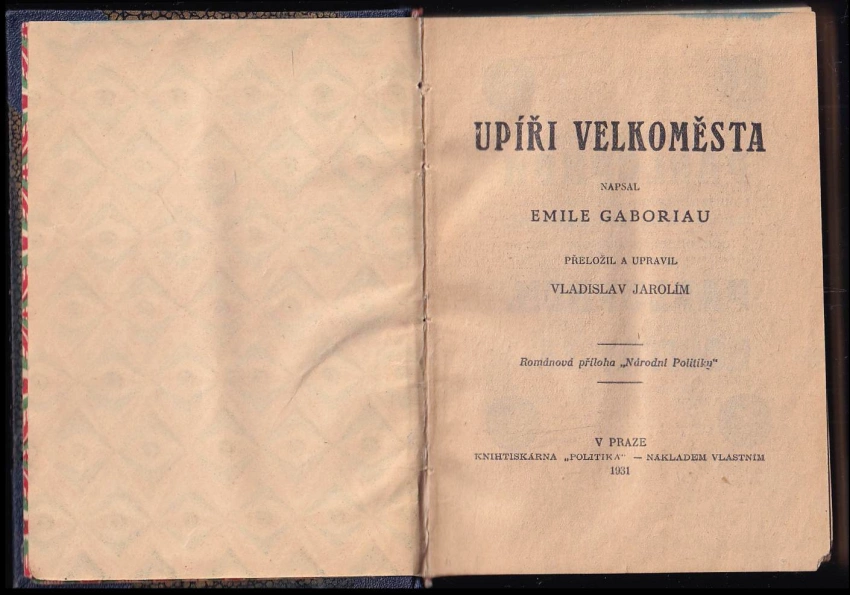 UPÍŘI VELKOMĚSTA
NAPSAL
EMILE GABORIAU
PŘELOŽIL A UPRAVIL
VLADISLAV JAROLÍM
Románová příloha „Národní Politiky“
V PRAZE
KNIHTISKÁRNA „POLITIKA“ — NÁKLADEM VLASTNÍM
1931